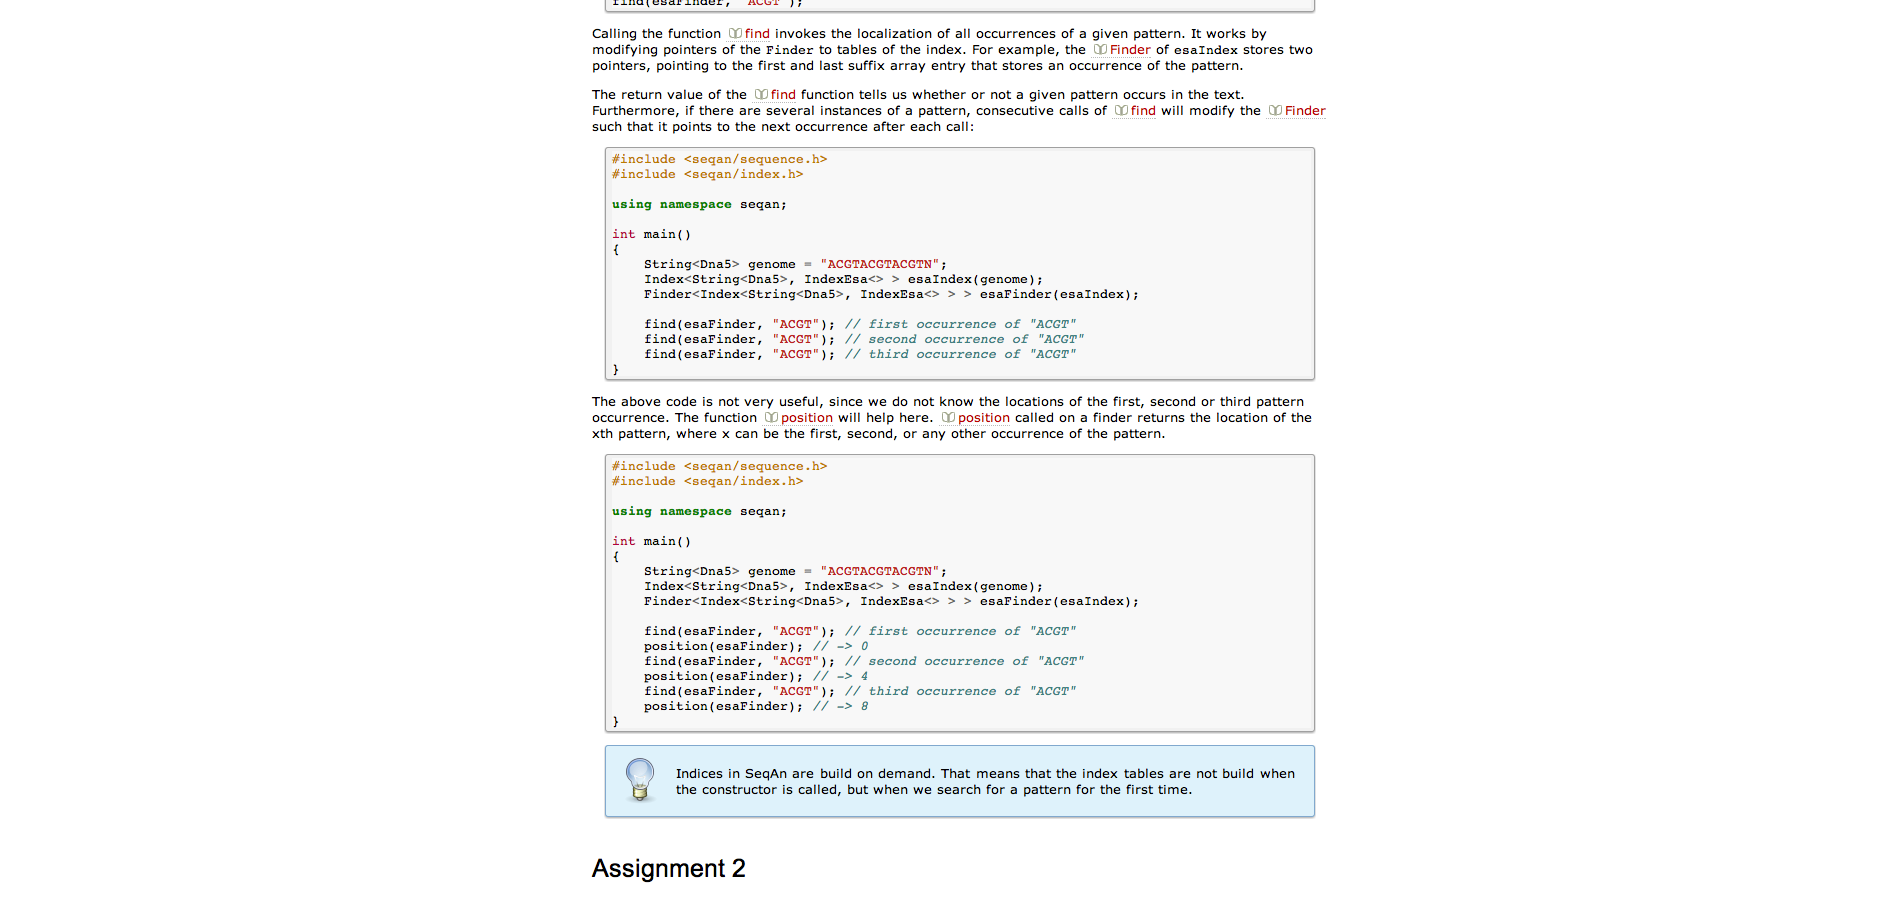 find(esaFinder, "ACGT");
Calling the function find invokes the localization of all occurrences of a given pattern. It works by
modifying pointers of the Finder to tables of the index. For example, the Finder of esaIndex stores two
pointers, pointing to the first and last suffix array entry that stores an occurrence of the pattern.
The return value of the find function tells us whether or not a given pattern occurs in the text.
Furthermore, if there are several instances of a pattern, consecutive calls of find will modify the Finder
such that it points to the next occurrence after each call:
#include <seqan/sequence.h>
#include <seqan/index.h>
using namespace seqan;
int main()
{
String<Dna5> genome = "ACGTACGTACGTN";
Index<String<Dna5>, IndexEsa<> > esaIndex(genome);
Finder<Index<String<Dna5>, IndexEsa<> > > esaFinder(esaIndex);
find(esaFinder, "ACGT"); // first occurrence of "ACGT"
find(esaFinder, "ACGT"); // second occurrence of "ACGT"
find(esaFinder, "ACGT"); // third occurrence of "ACGT"
}
The above code is not very useful, since we do not know the locations of the first, second or third pattern
occurrence. The function position will help here. position called on a finder returns the location of the
xth pattern, where x can be the first, second, or any other occurrence of the pattern.
#include <seqan/sequence.h>
#include <seqan/index.h>
using namespace seqan;
int main()
{
String<Dna5> genome = "ACGTACGTACGTN";
Index<String<Dna5>, IndexEsa<> > esaIndex(genome);
Finder<Index<String<Dna5>, IndexEsa<> > > esaFinder(esaIndex);
find(esaFinder, "ACGT"); // first occurrence of "ACGT"
position(esaFinder); // -> 0
find(esaFinder, "ACGT"); // second occurrence of "ACGT"
position(esaFinder); // -> 4
find(esaFinder, "ACGT"); // third occurrence of "ACGT"
position(esaFinder); // -> 8
}
Indices in SeqAn are build on demand. That means that the index tables are not build when
the constructor is called, but when we search for a pattern for the first time.
Assignment 2